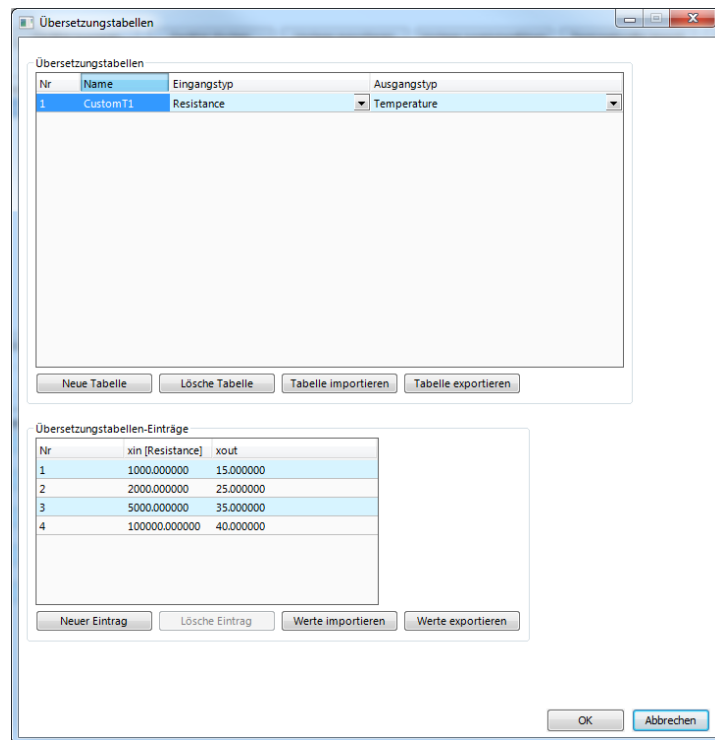 Übersetzungstabellen
Übersetzungstabellen
Nr Name Eingangstyp Ausgangstyp
1 CustomT1 Resistance Temperature
Neue Tabelle Lösche Tabelle Tabelle importieren Tabelle exportieren
Übersetzungstabellen-Einträge
Nr xin [Resistance] xout
1 1000.000000 15.000000
2 2000.000000 25.000000
3 5000.000000 35.000000
4 100000.000000 40.000000
Neuer Eintrag Lösche Eintrag Werte importieren Werte exportieren
OK Abbrechen